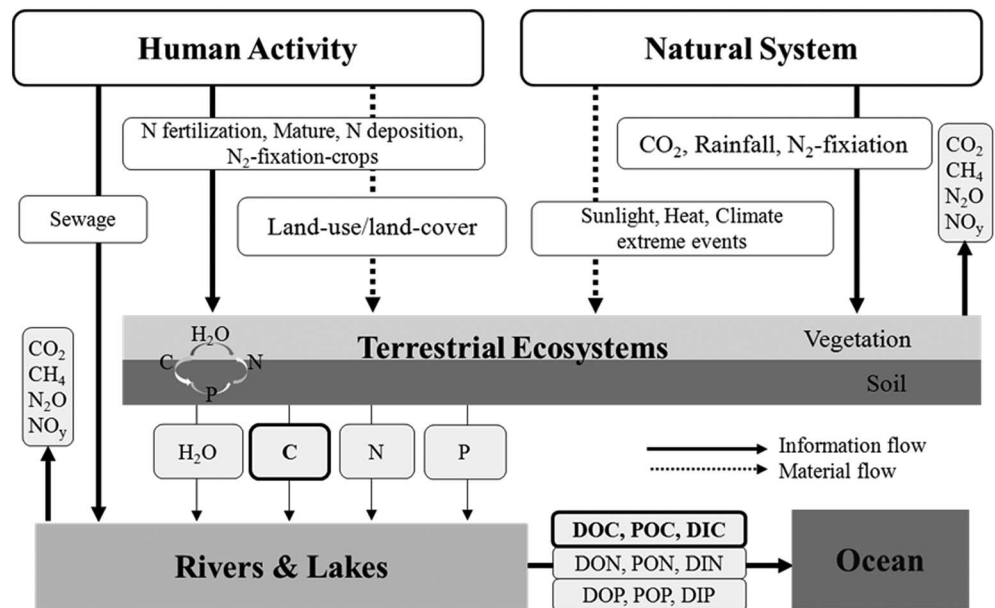 Human Activity
Natural System
N fertilization, Mature, N deposition,
N₂-fixation-crops
CO₂, Rainfall, N₂-fixiation
CO₂
CH₄
N₂O
NOy
Sewage
Land-use/land-cover
Sunlight, Heat, Climate
extreme events
H₂O
C
N
P
Terrestrial Ecosystems
Vegetation
Soil
CO₂
CH₄
N₂O
NOy
H₂O
C
N
P
Information flow
Material flow
Rivers & Lakes
DOC, POC, DIC
DON, PON, DIN
DOP, POP, DIP
Ocean